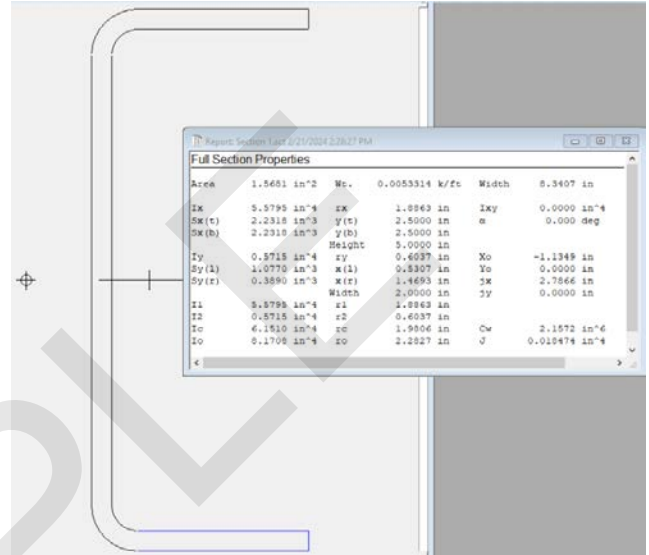 Report: Section 1.sct 2/21/2024 2:28:27 PM
Full Section Properties
Area 1.5681 in^2 Wt. 0.0053314 k/ft Width 8.3407 in
Ix 5.5795 in^4 rx 1.8863 in Ixy 0.0000 in^4
Sx(t) 2.2318 in^3 y(t) 2.5000 in α 0.000 deg
Sx(b) 2.2318 in^3 y(b) 2.5000 in
Height 5.0000 in
Iy 0.5715 in^4 ry 0.6037 in Xo -1.1349 in
Sy(l) 1.0770 in^3 x(l) 0.5307 in Yo 0.0000 in
Sy(r) 0.3890 in^3 x(r) 1.4693 in jx 2.7866 in
Width 2.0000 in jy 0.0000 in
I1 5.5795 in^4 r1 1.8863 in
I2 0.5715 in^4 r2 0.6037 in
Ic 6.1510 in^4 rc 1.9806 in Cw 2.1572 in^6
Io 8.1708 in^4 ro 2.2827 in J 0.018474 in^4